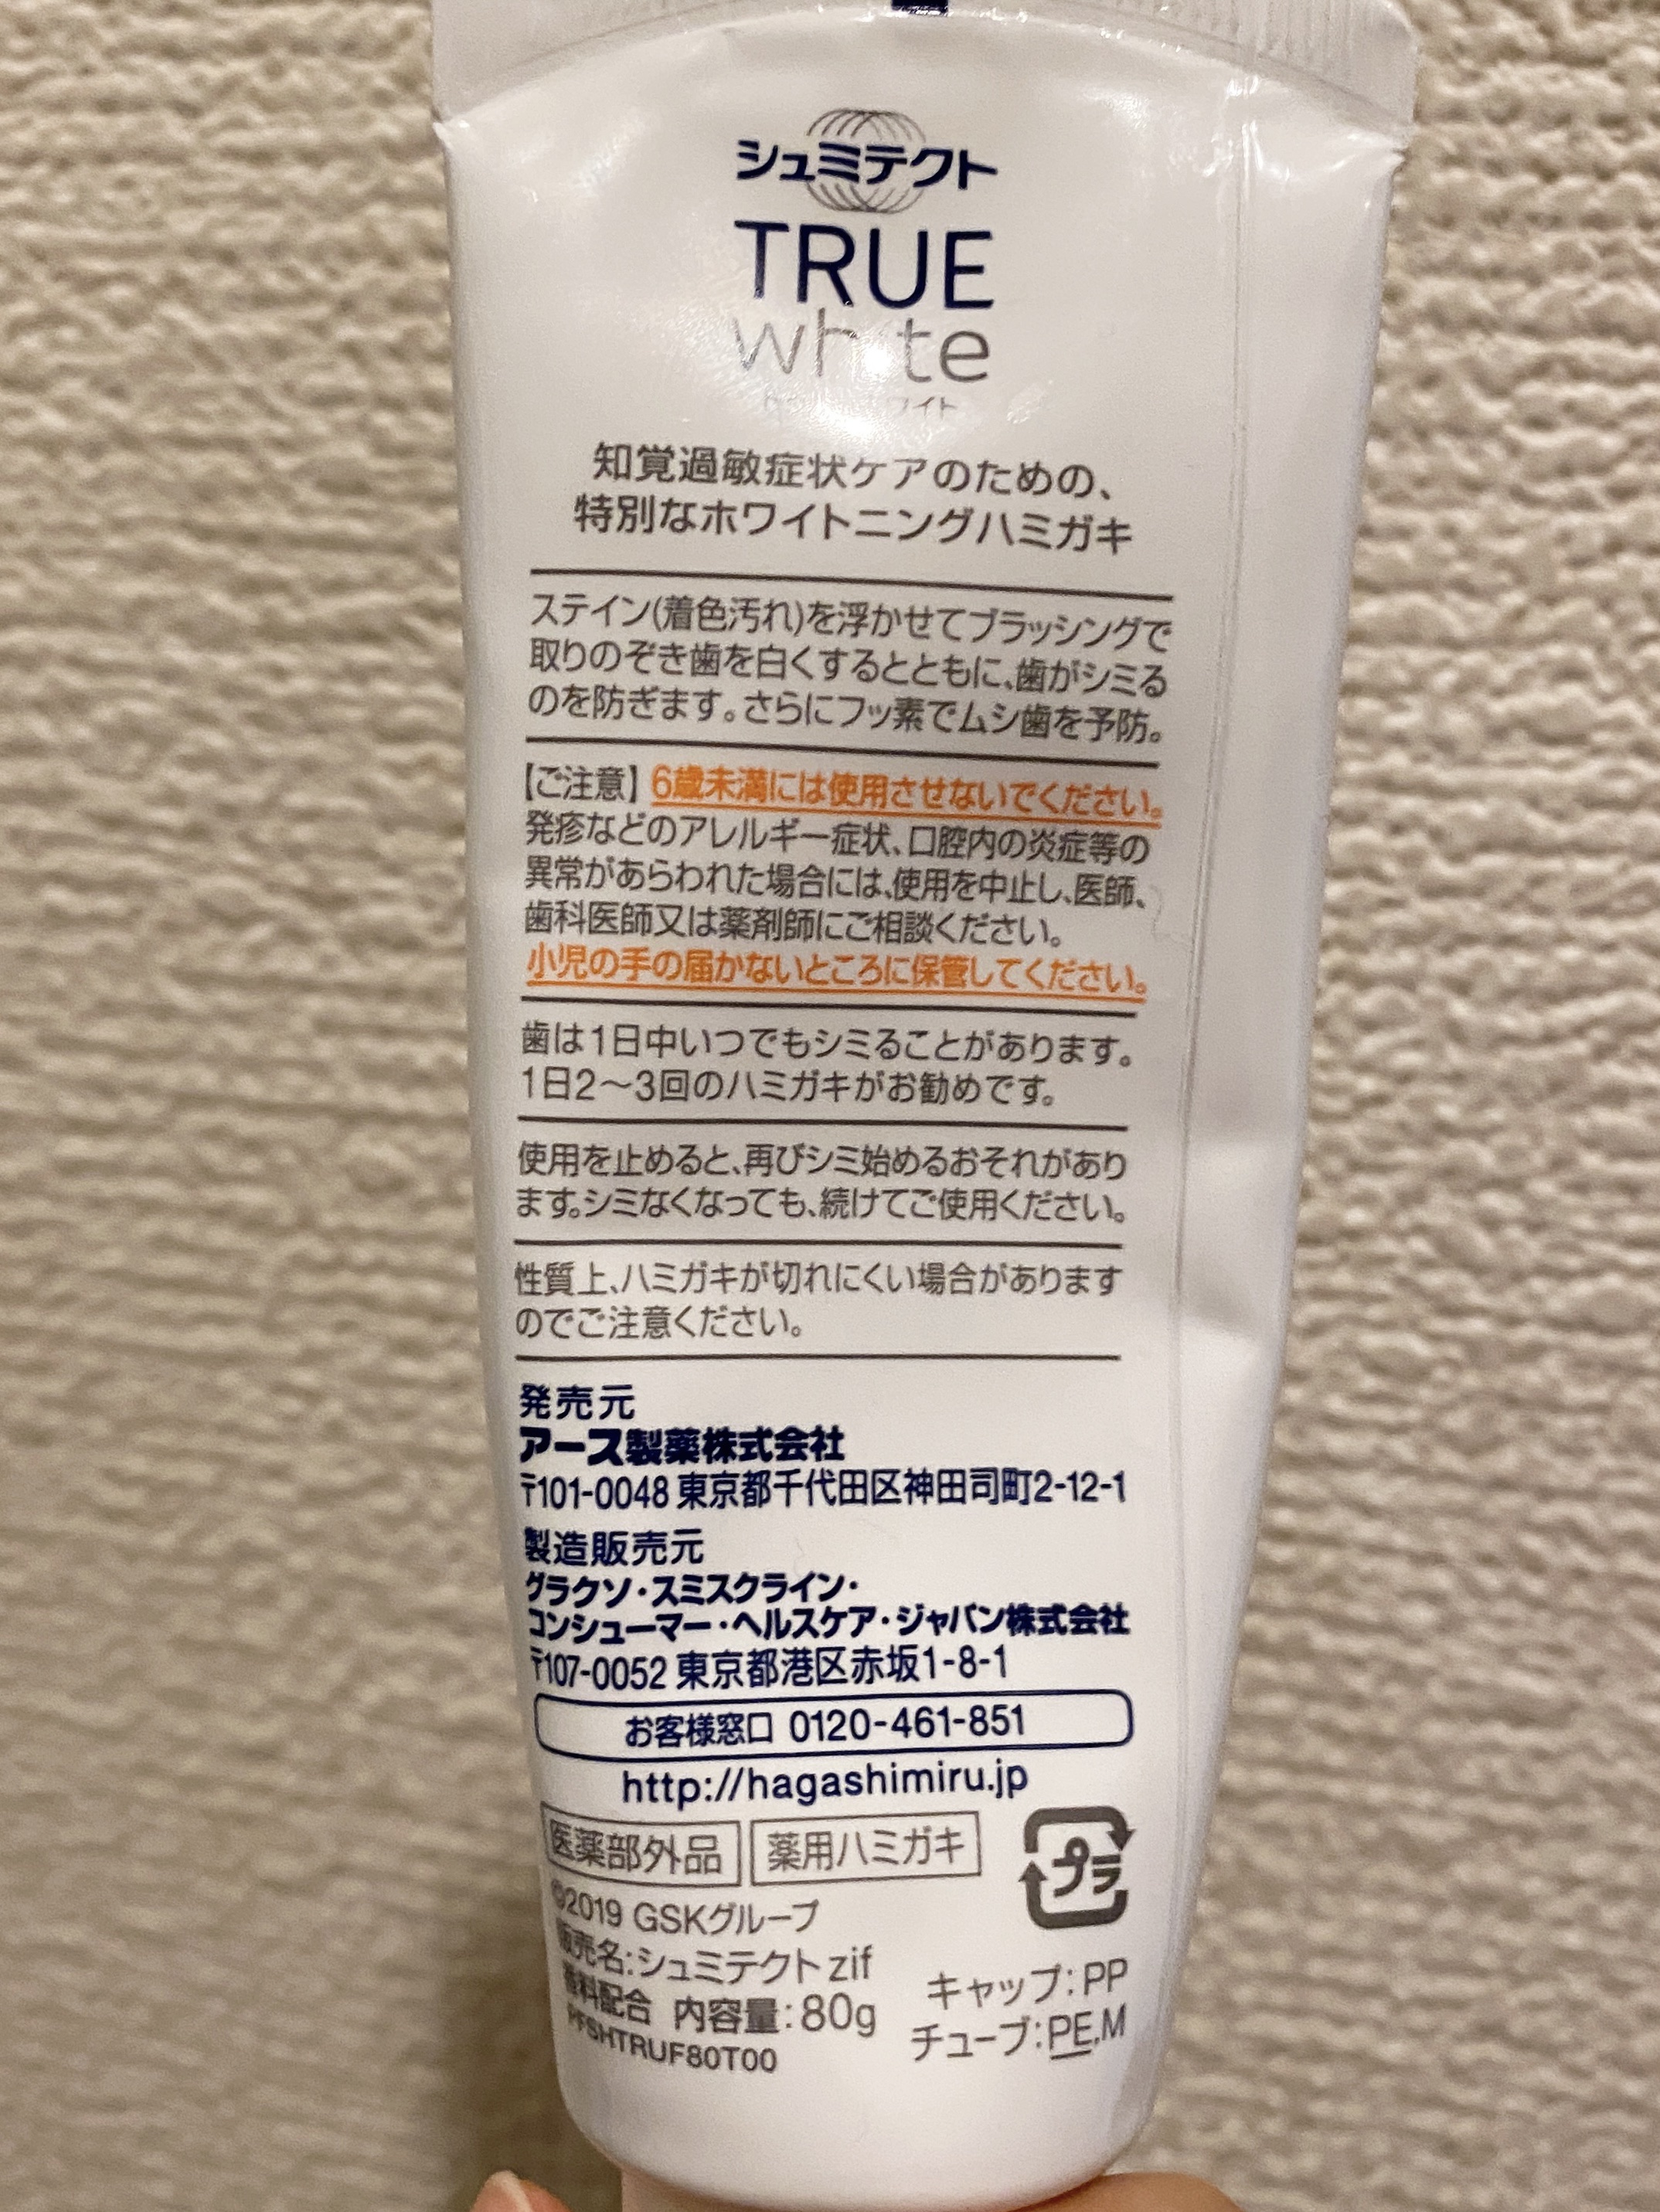 シュミテクト
TRUE
white
知覚過敏症状ケアのための、
特別なホワイトニングハミガキ
ステイン(着色汚れ)を浮かせてブラッシングで
取りのぞき歯を白くするとともに、歯がシミる
のを防ぎます。さらにフッ素でムシ歯を予防。
【ご注意】6歳未満には使用させないでください。
発疹などのアレルギー症状、口腔内の炎症等の
異常があらわれた場合には、使用を中止し、医師、
歯科医師又は薬剤師にご相談ください。
小児の手の届かないところに保管してください。
歯は1日中いつでもシミることがあります。
1日2〜3回のハミガキがお勧めです。
使用を止めると、再びシミ始めるおそれがあり
ます。シミなくなっても、続けてご使用ください。
性質上、ハミガキが切れにくい場合があります
のでご注意ください。
発売元
アース製薬株式会社
〒101-0048 東京都千代田区神田司町2-12-1
製造販売元
グラクソ・スミスクライン・
コンシューマー・ヘルスケア・ジャパン株式会社
〒107-0052 東京都港区赤坂1-8-1
お客様窓口 0120-461-851
http://hagashimiru.jp
医薬部外品 薬用ハミガキ
プラ
©2019 GSKグループ
販売名:シュミテクト zif
香料配合 内容量:80g
PFSHTRUF80T00
キャップ:PP
チューブ:PE,M